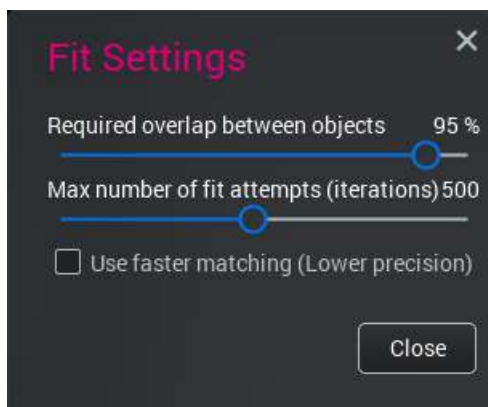 Fit Settings
Required overlap between objects 95 %
Max number of fit attempts (iterations) 500
Use faster matching (Lower precision)
Close